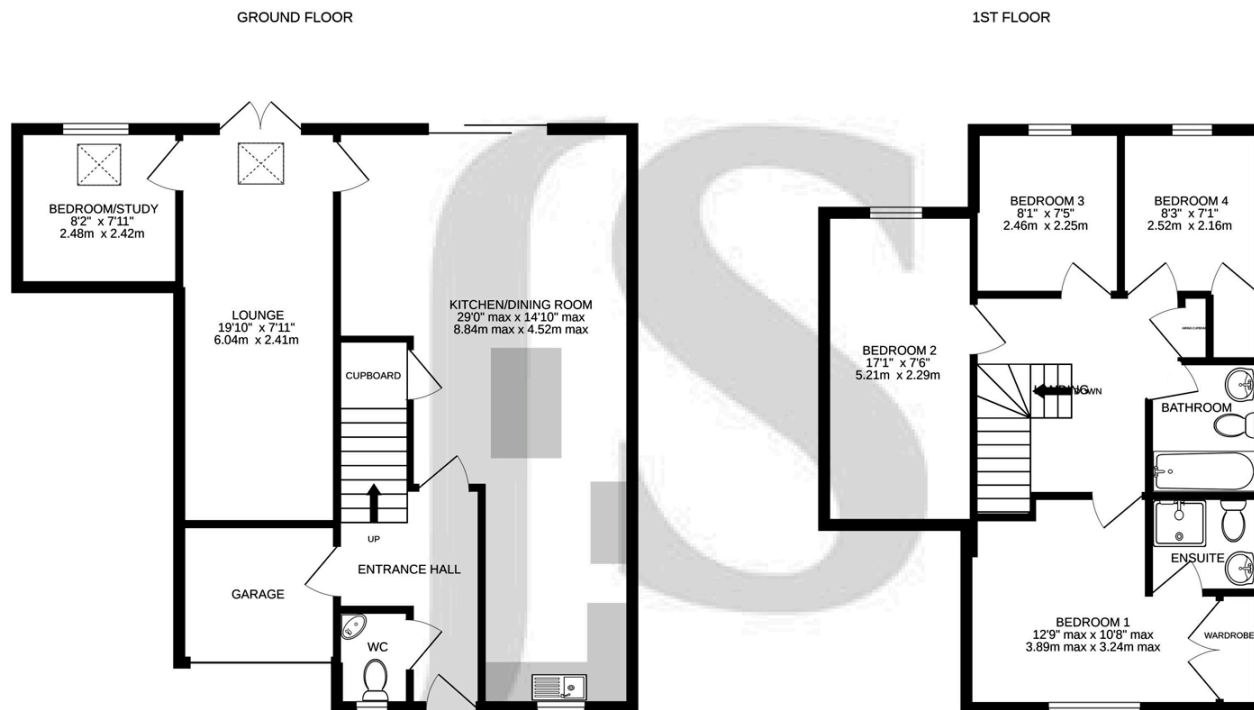 GROUND FLOOR
1ST FLOOR
BEDROOM/STUDY
8'2" x 7'11"
2.48m x 2.42m
LOUNGE
19'10" x 7'11"
6.04m x 2.41m
KITCHEN/DINING ROOM
29'0" max x 14'10" max
8.84m max x 4.52m max
CUPBOARD
UP
ENTRANCE HALL
GARAGE
WC
BEDROOM 3
8'1" x 7'5"
2.46m x 2.25m
BEDROOM 4
8'3" x 7'1"
2.52m x 2.16m
BEDROOM 2
17'1" x 7'6"
5.21m x 2.29m
BATHROOM
ENSUITE
BEDROOM 1
12'9" max x 10'8" max
3.89m max x 3.24m max
WARDROBE